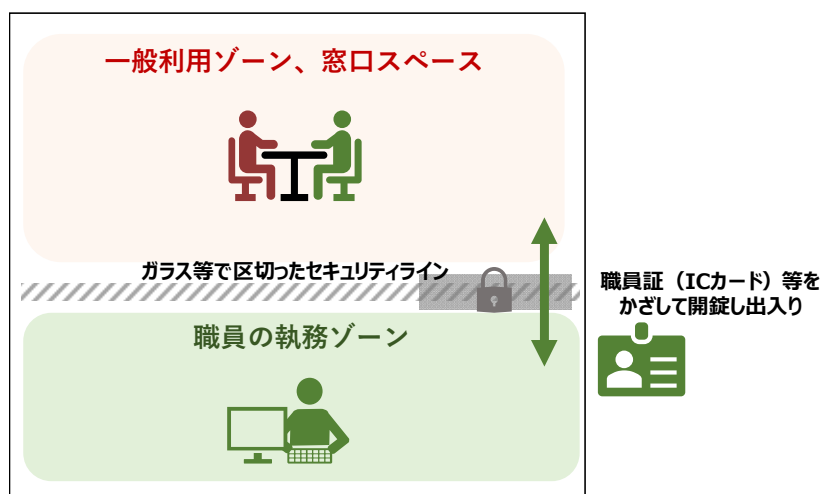 一般利用ゾーン、窓口スペース
ガラス等で区切ったセキュリティライン
職員証（ICカード）等を
かざして開錠し出入り
職員の執務ゾーン